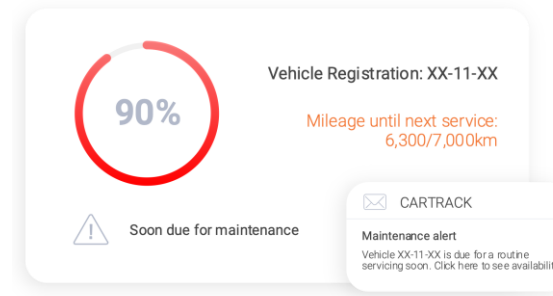 Vehicle Registration: XX-11-XX
90%
Mileage until next service:
6,300/7,000km
Soon due for maintenance
CARTRACK
Maintenance alert
Vehicle XX-11-XX is due for a routine
servicing soon. Click here to see availabilit